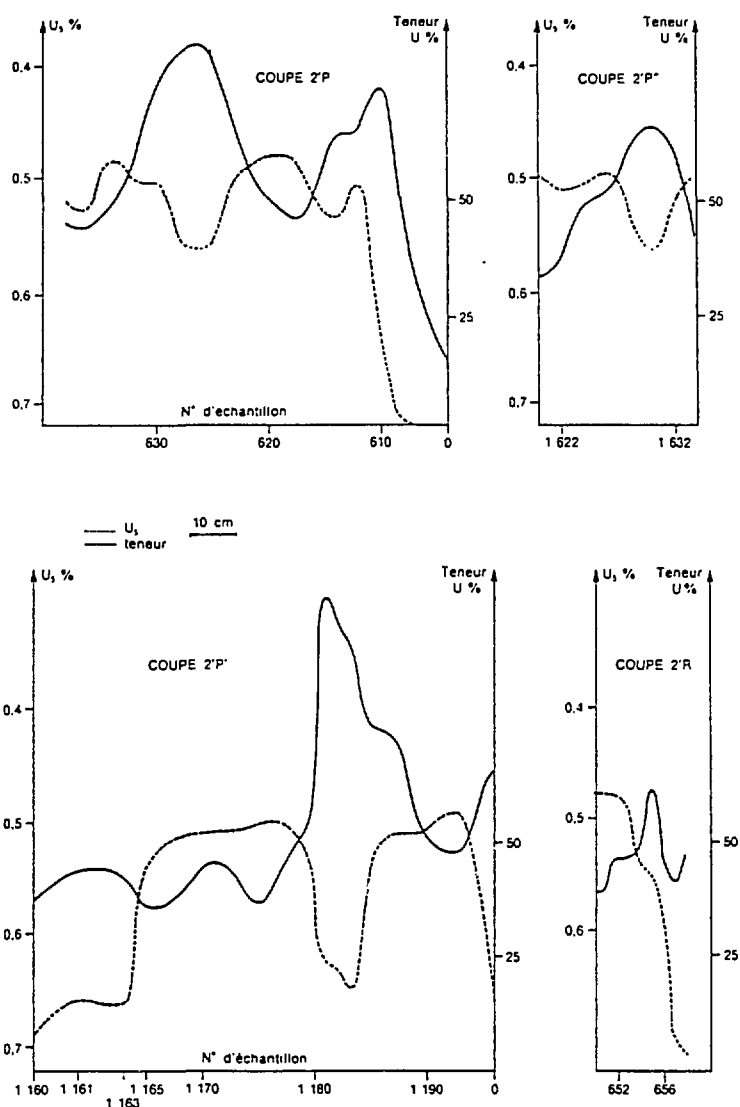 U₅ %
Teneur
U %
COUPE 2'P
0,4
0,5
0,6
0,7
50
25
N° d'echantillon
630
620
610
0
U₅ %
Teneur
U %
COUPE 2'P"
0,4
0,5
0,6
0,7
50
25
1 622
1 632
U₅
teneur
10 cm
U₅ %
Teneur
U %
COUPE 2'P'
0,4
0,5
0,6
0,7
50
25
N° d'échantillon
1 160
1 161
1 163
1 165
1 170
1 180
1 190
0
U₅ %
Teneur
U %
COUPE 2'R
0,4
0,5
0,6
50
25
652
656